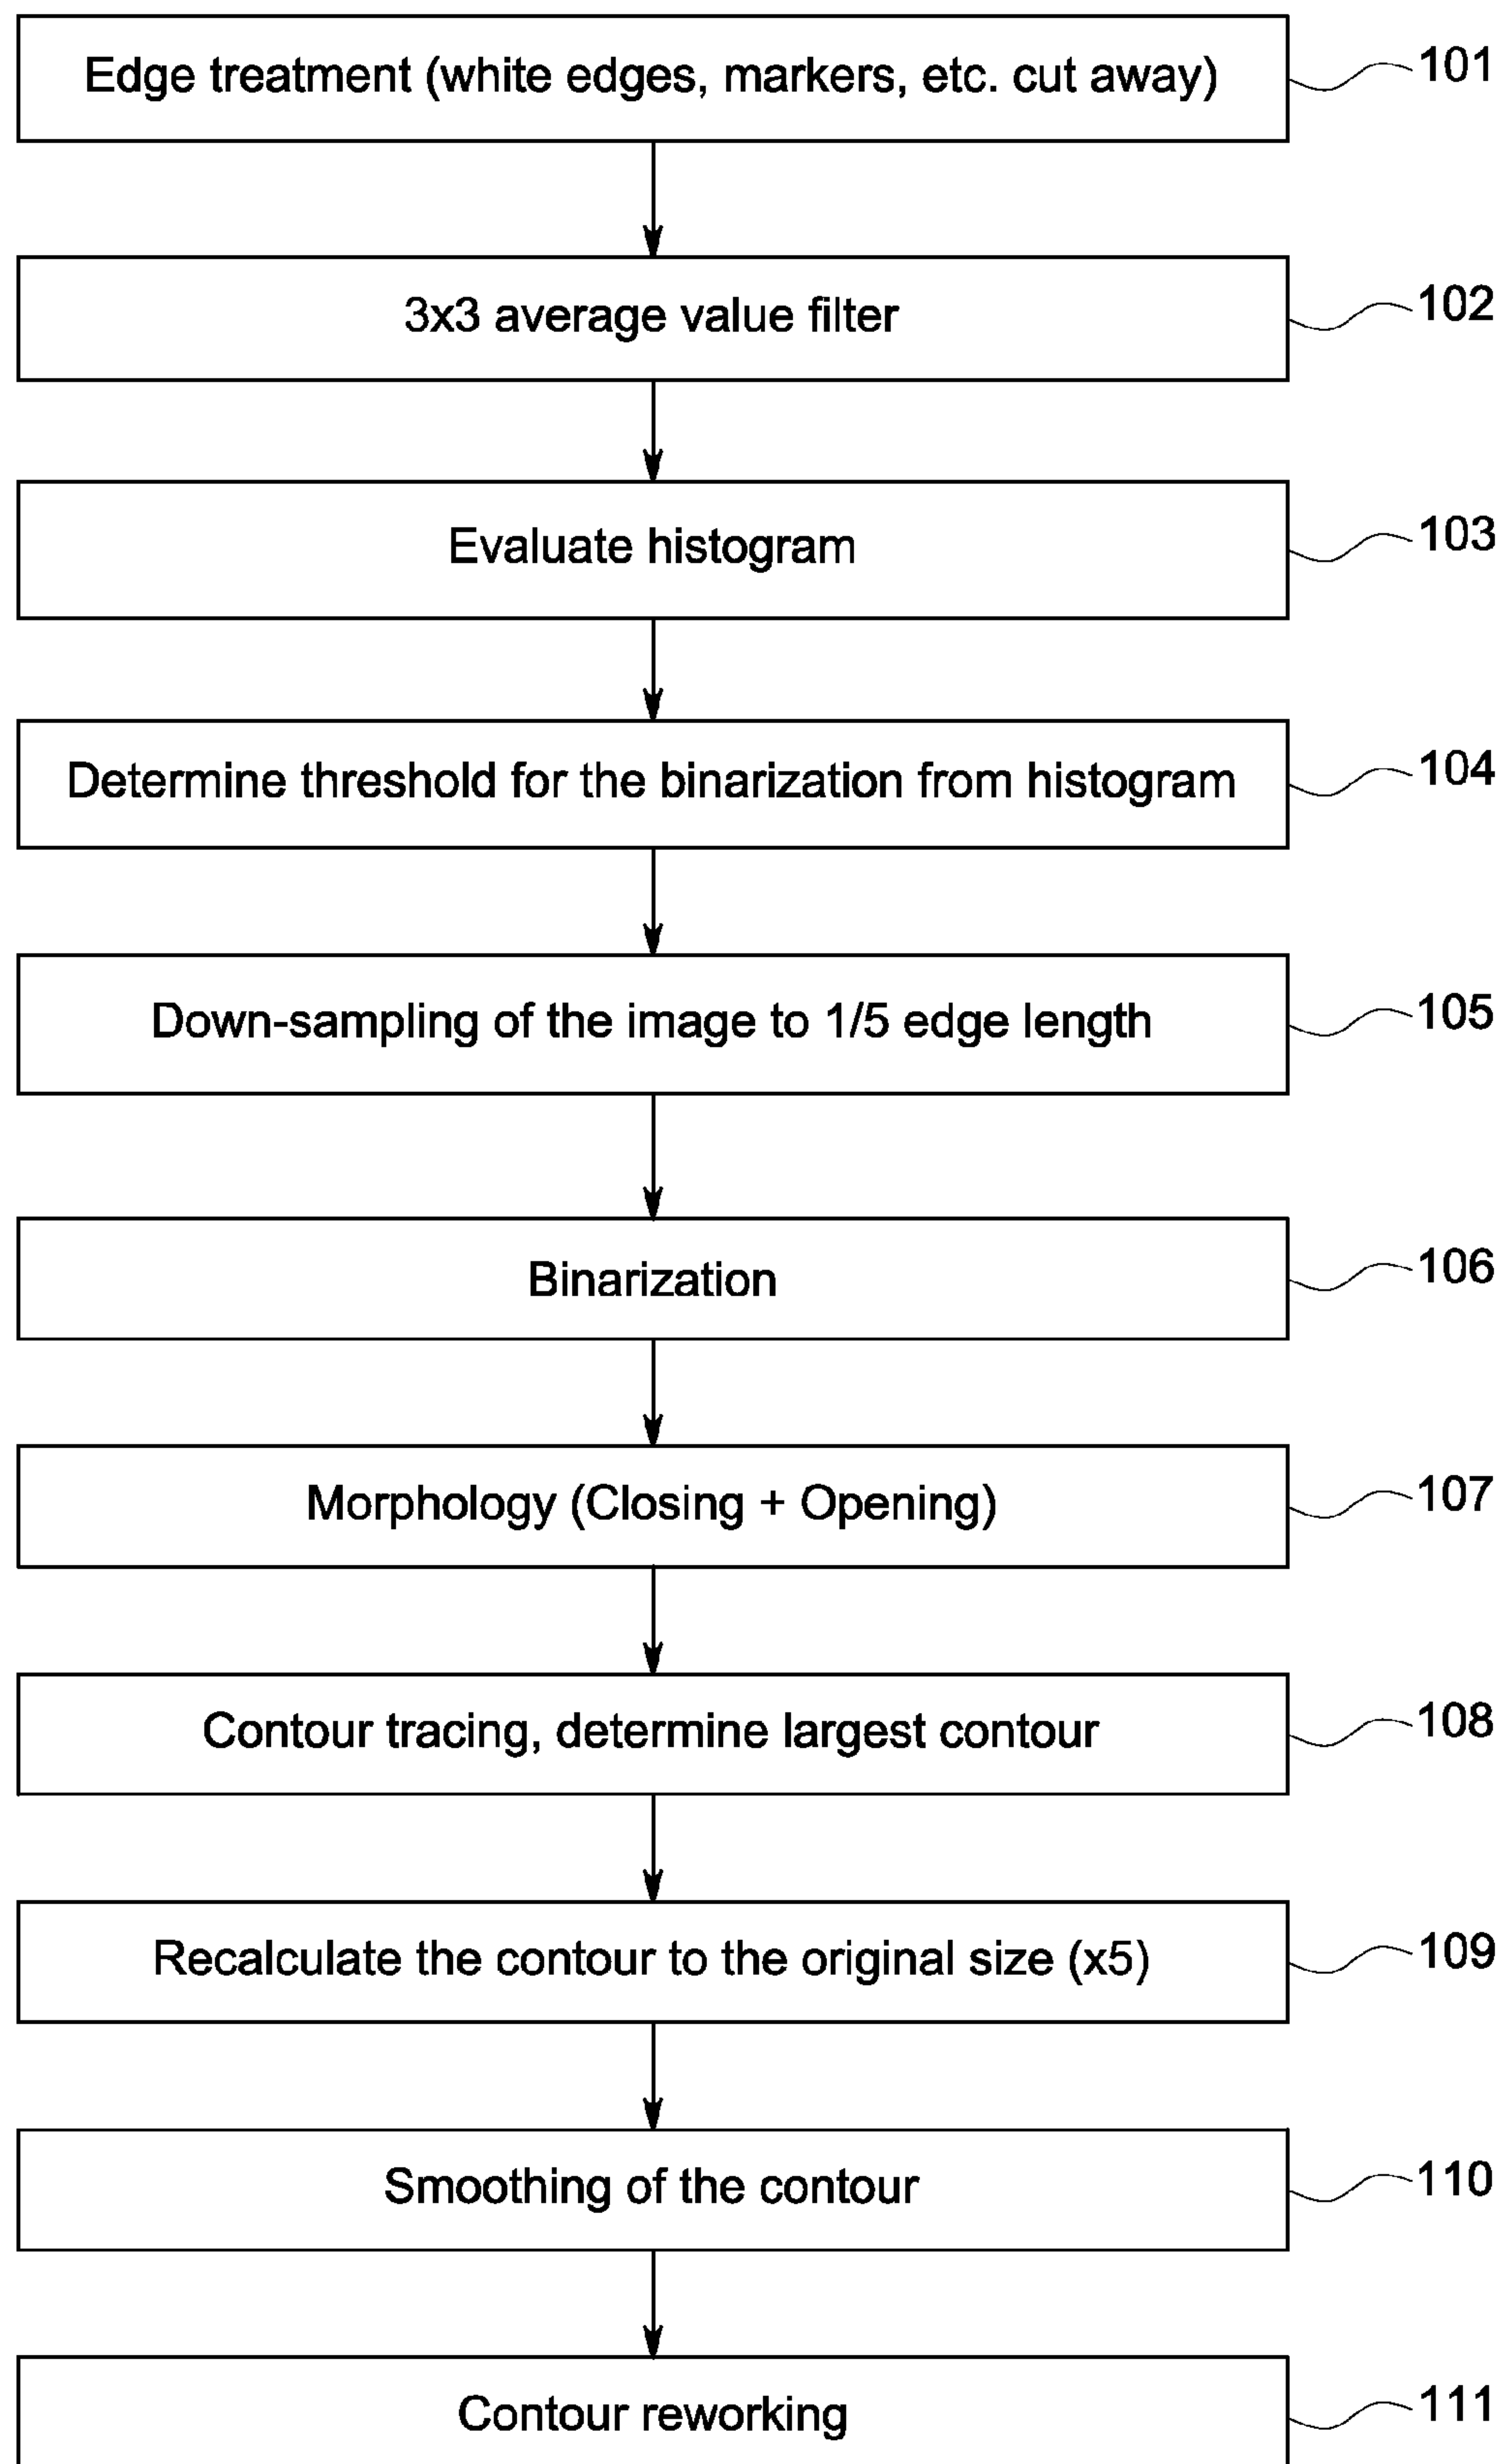 Edge treatment (white edges, markers, etc. cut away) 101
3x3 average value filter 102
Evaluate histogram 103
Determine threshold for the binarization from histogram 104
Down-sampling of the image to 1/5 edge length 105
Binarization 106
Morphology (Closing + Opening) 107
Contour tracing, determine largest contour 108
Recalculate the contour to the original size (x5) 109
Smoothing of the contour 110
Contour reworking 111